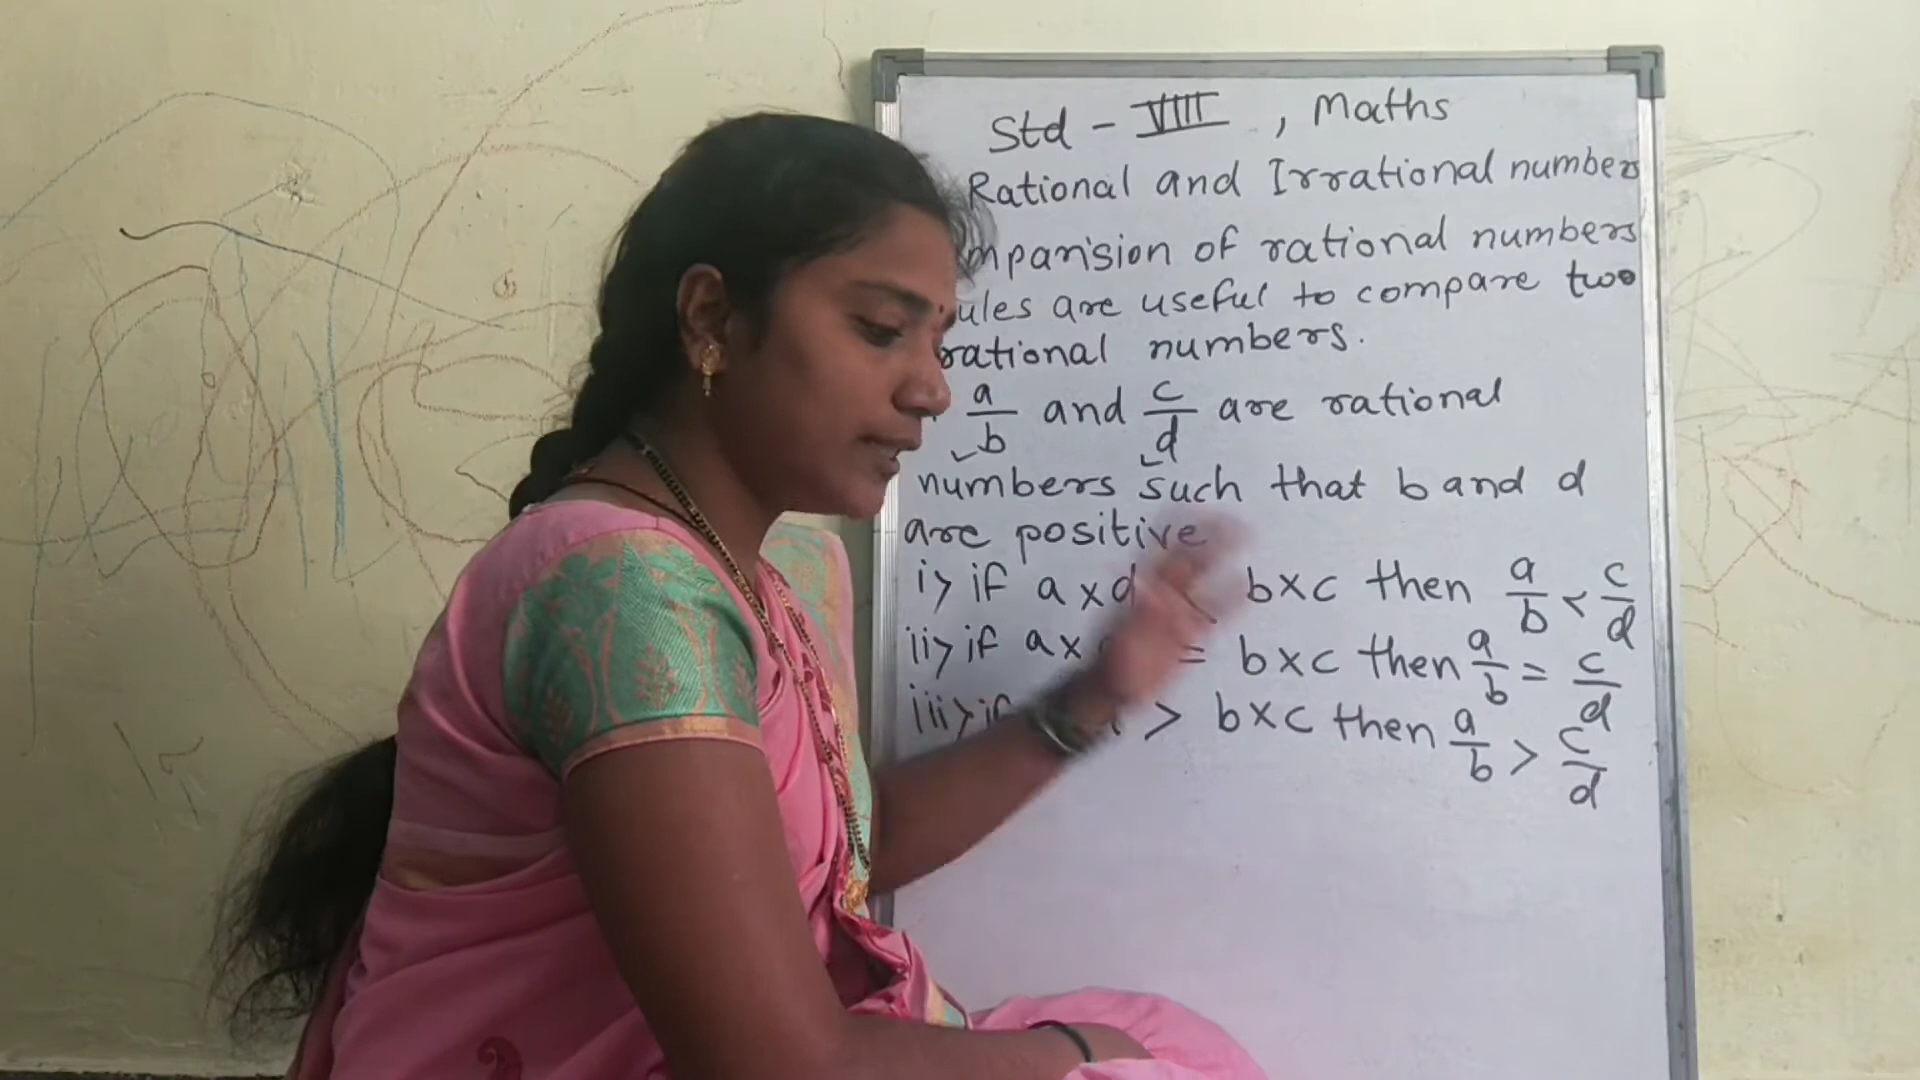 Std - VIII , Maths
Rational and Irrational numbers
mparision of rational numbers
ules are useful to compare two
rational numbers.
a/b and c/d are rational
numbers such that b and d
are positive
i> if a x d < b x c then a/b < c/d
ii> if a x = b x c then a/b = c/d
iii> if > b x c then a/b > c/d